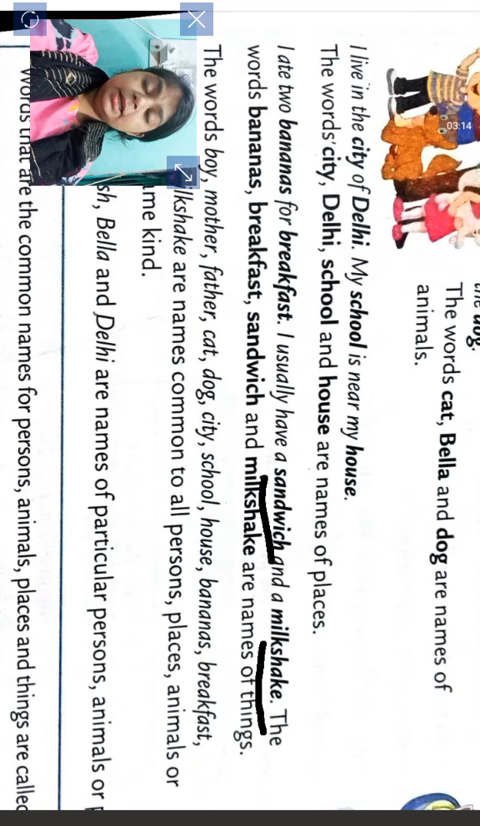 the dog.
The words cat, Bella and dog are names of
animals.
I live in the city of Delhi. My school is near my house.
The words city, Delhi, school and house are names of places.
I ate two bananas for breakfast. I usually have a sandwich and a milkshake. The
words bananas, breakfast, sandwich and milkshake are names of things.
The words boy, mother, father, cat, dog, city, school, house, bananas, breakfast,
are names common to all persons, places, animals or
kind.
Bella and Delhi are names of particular persons, animals or
words that are the common names for persons, animals, places and things are called
03:14